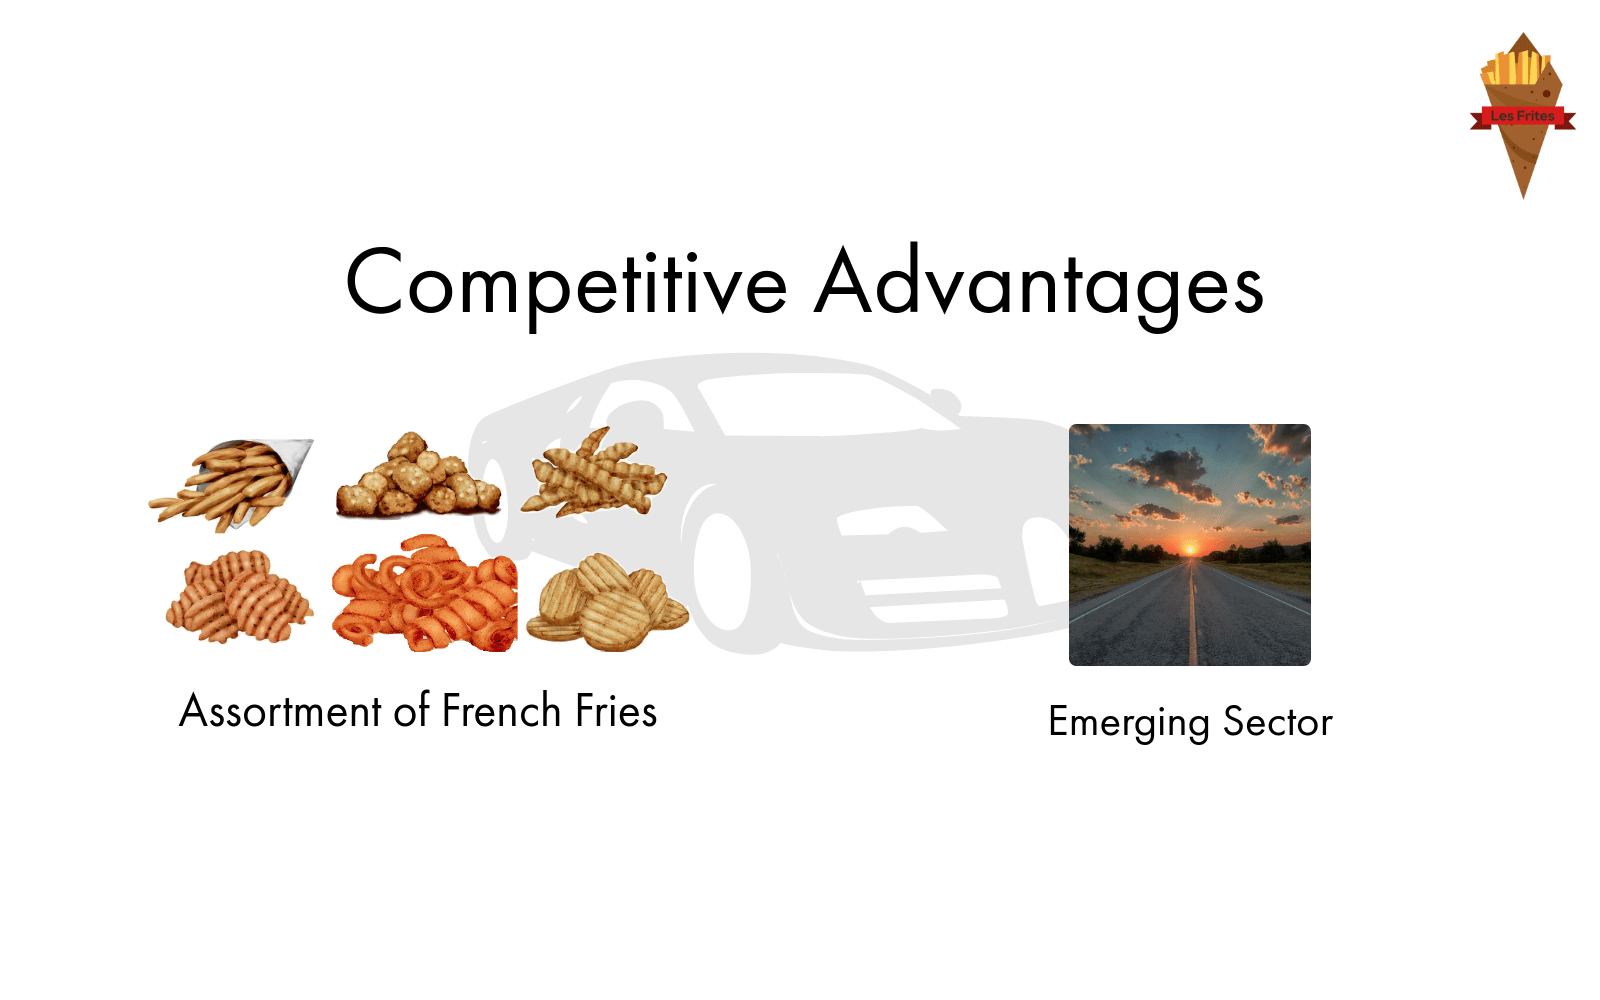 Les Frites
Competitive Advantages
Assortment of French Fries
Emerging Sector